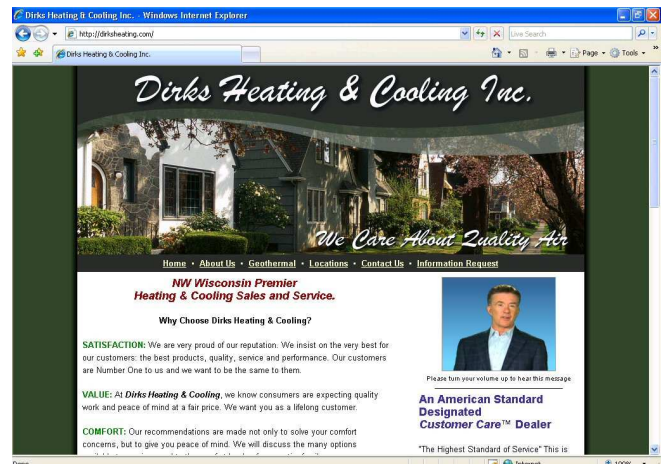 Dirks Heating & Cooling Inc. - Windows Internet Explorer
http://dirksheating.com/
Live Search
Dirks Heating & Cooling Inc.
Page
Tools
Dirks Heating & Cooling Inc.
We Care About Quality Air
Home • About Us • Geothermal • Locations • Contact Us • Information Request
NW Wisconsin Premier
Heating & Cooling Sales and Service.
Why Choose Dirks Heating & Cooling?
SATISFACTION: We are very proud of our reputation. We insist on the very best for
our customers: the best products, quality, service and performance. Our customers
are Number One to us and we want to be the same to them.
VALUE: At Dirks Heating & Cooling, we know consumers are expecting quality
work and peace of mind at a fair price. We want you as a lifelong customer.
COMFORT: Our recommendations are made not only to solve your comfort
concerns, but to give you peace of mind. We will discuss the many options
Please turn your volume up to hear this message
An American Standard
Designated
Customer Care™ Dealer
"The Highest Standard of Service" This is
Internet
100%